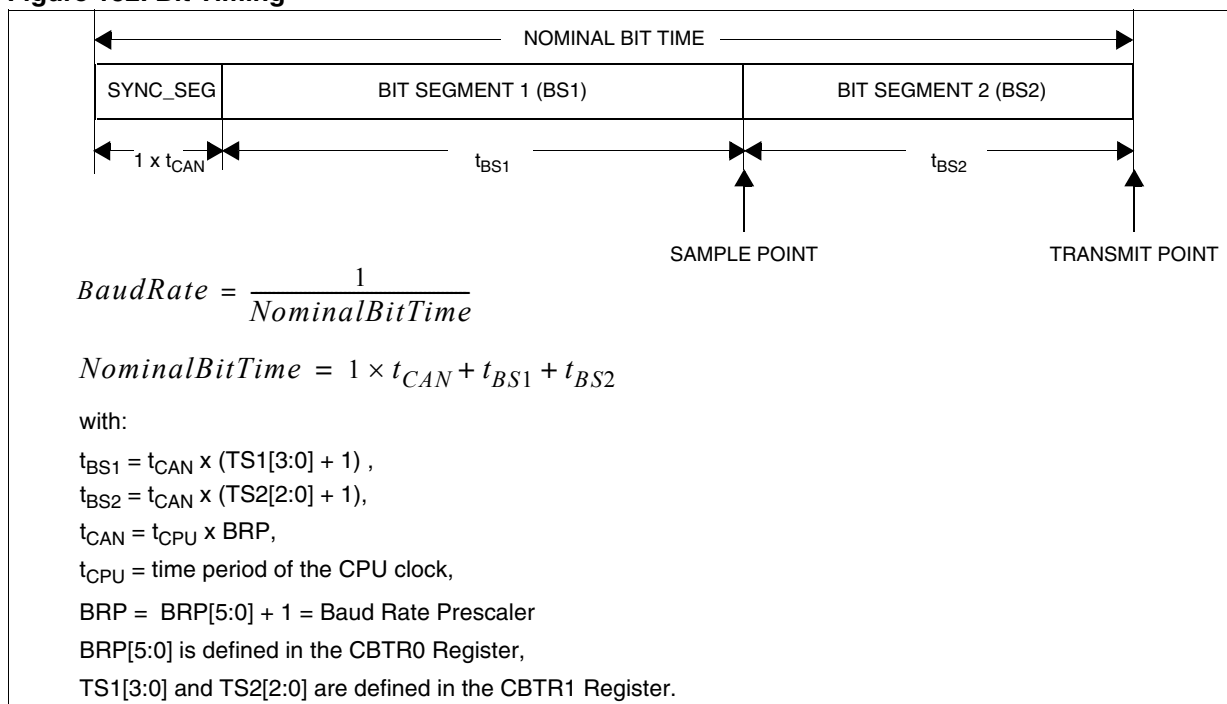 NOMINAL BIT TIME
SYNC_SEG
BIT SEGMENT 1 (BS1)
BIT SEGMENT 2 (BS2)
1 x tCAN
tBS1
tBS2
SAMPLE POINT
TRANSMIT POINT
BaudRate = 1 / NominalBitTime
NominalBitTime = 1 × tCAN + tBS1 + tBS2
with:
tBS1 = tCAN x (TS1[3:0] + 1) ,
tBS2 = tCAN x (TS2[2:0] + 1),
tCAN = tCPU x BRP,
tCPU = time period of the CPU clock,
BRP = BRP[5:0] + 1 = Baud Rate Prescaler
BRP[5:0] is defined in the CBTR0 Register,
TS1[3:0] and TS2[2:0] are defined in the CBTR1 Register.